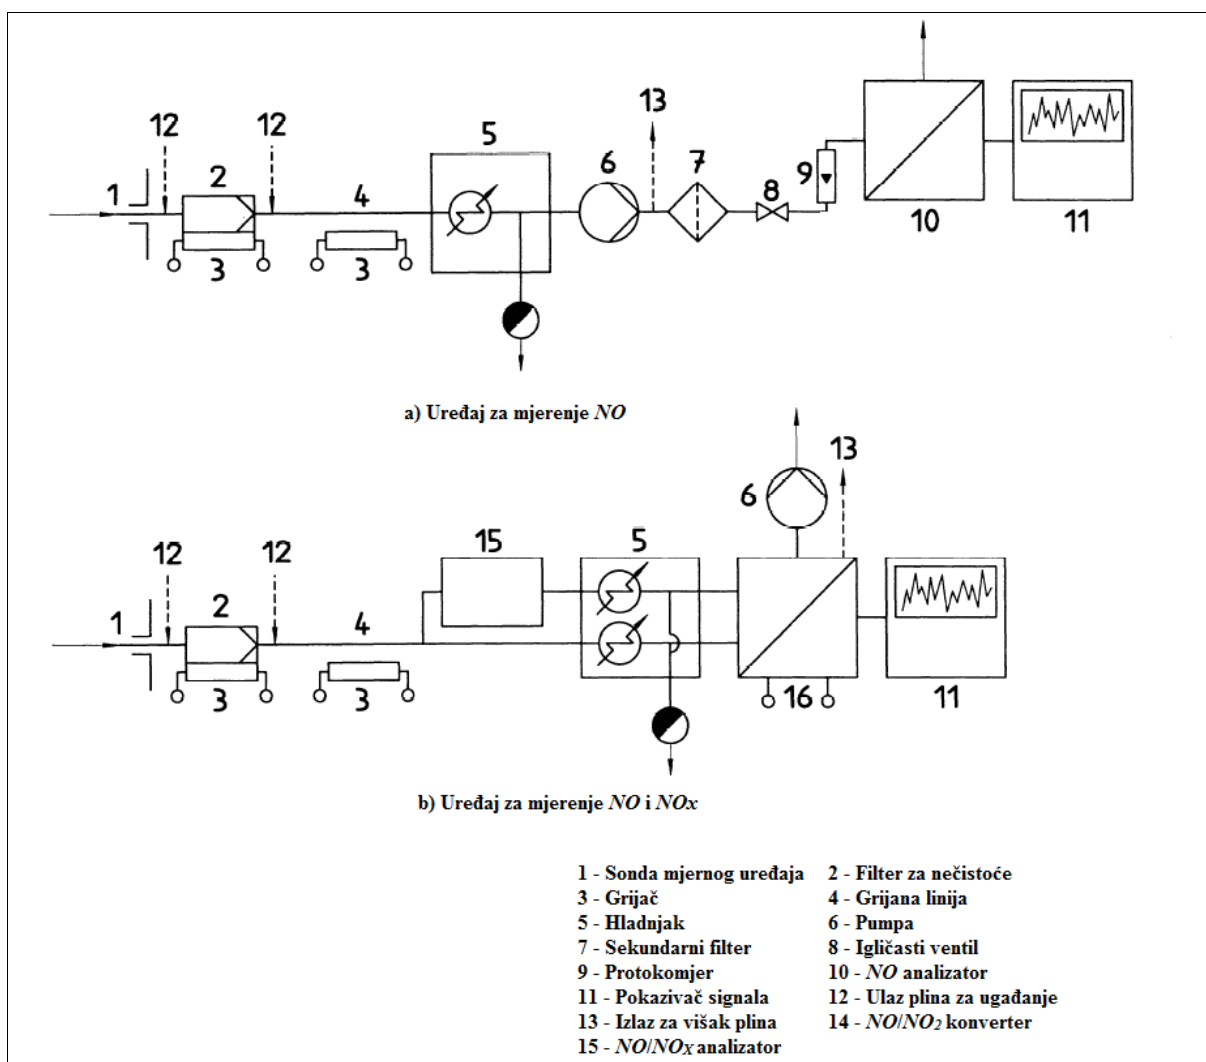 13
12 12 5 6 7 9
1 2 4 8
3 3 10 11
a) Uređaj za mjerenje NO
13
6
12 12 15 5
1 2 4
3 3 16 11
b) Uređaj za mjerenje NO i NOx
1 - Sonda mjernog uređaja 2 - Filter za nečistoće
3 - Grijač 4 - Grijana linija
5 - Hladnjak 6 - Pumpa
7 - Sekundarni filter 8 - Igličasti ventil
9 - Protokomjer 10 - NO analizator
11 - Pokazivač signala 12 - Ulaz plina za ugađanje
13 - Izlaz za višak plina 14 - NO/NO2 konverter
15 - NO/NOX analizator